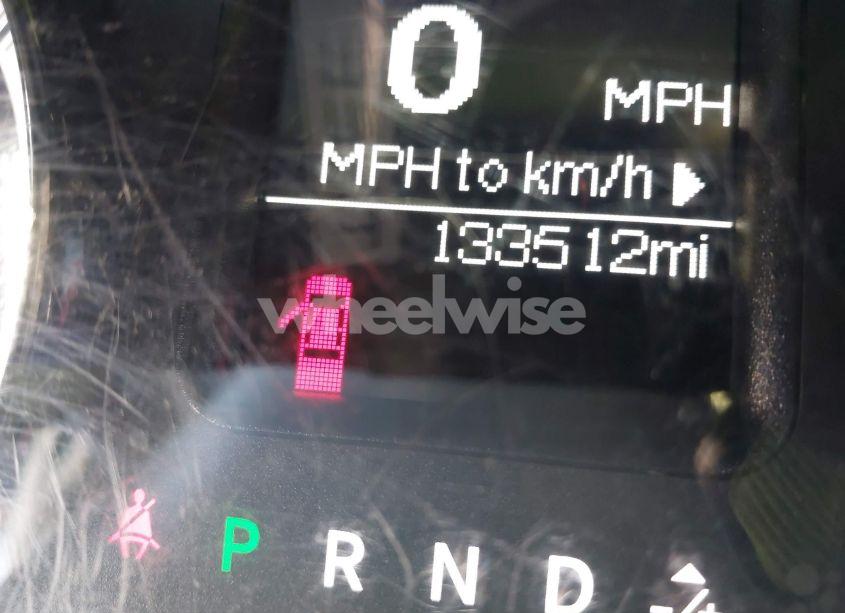 0
MPH
MPH to km/h
133512mi
wheelwise
P R N D